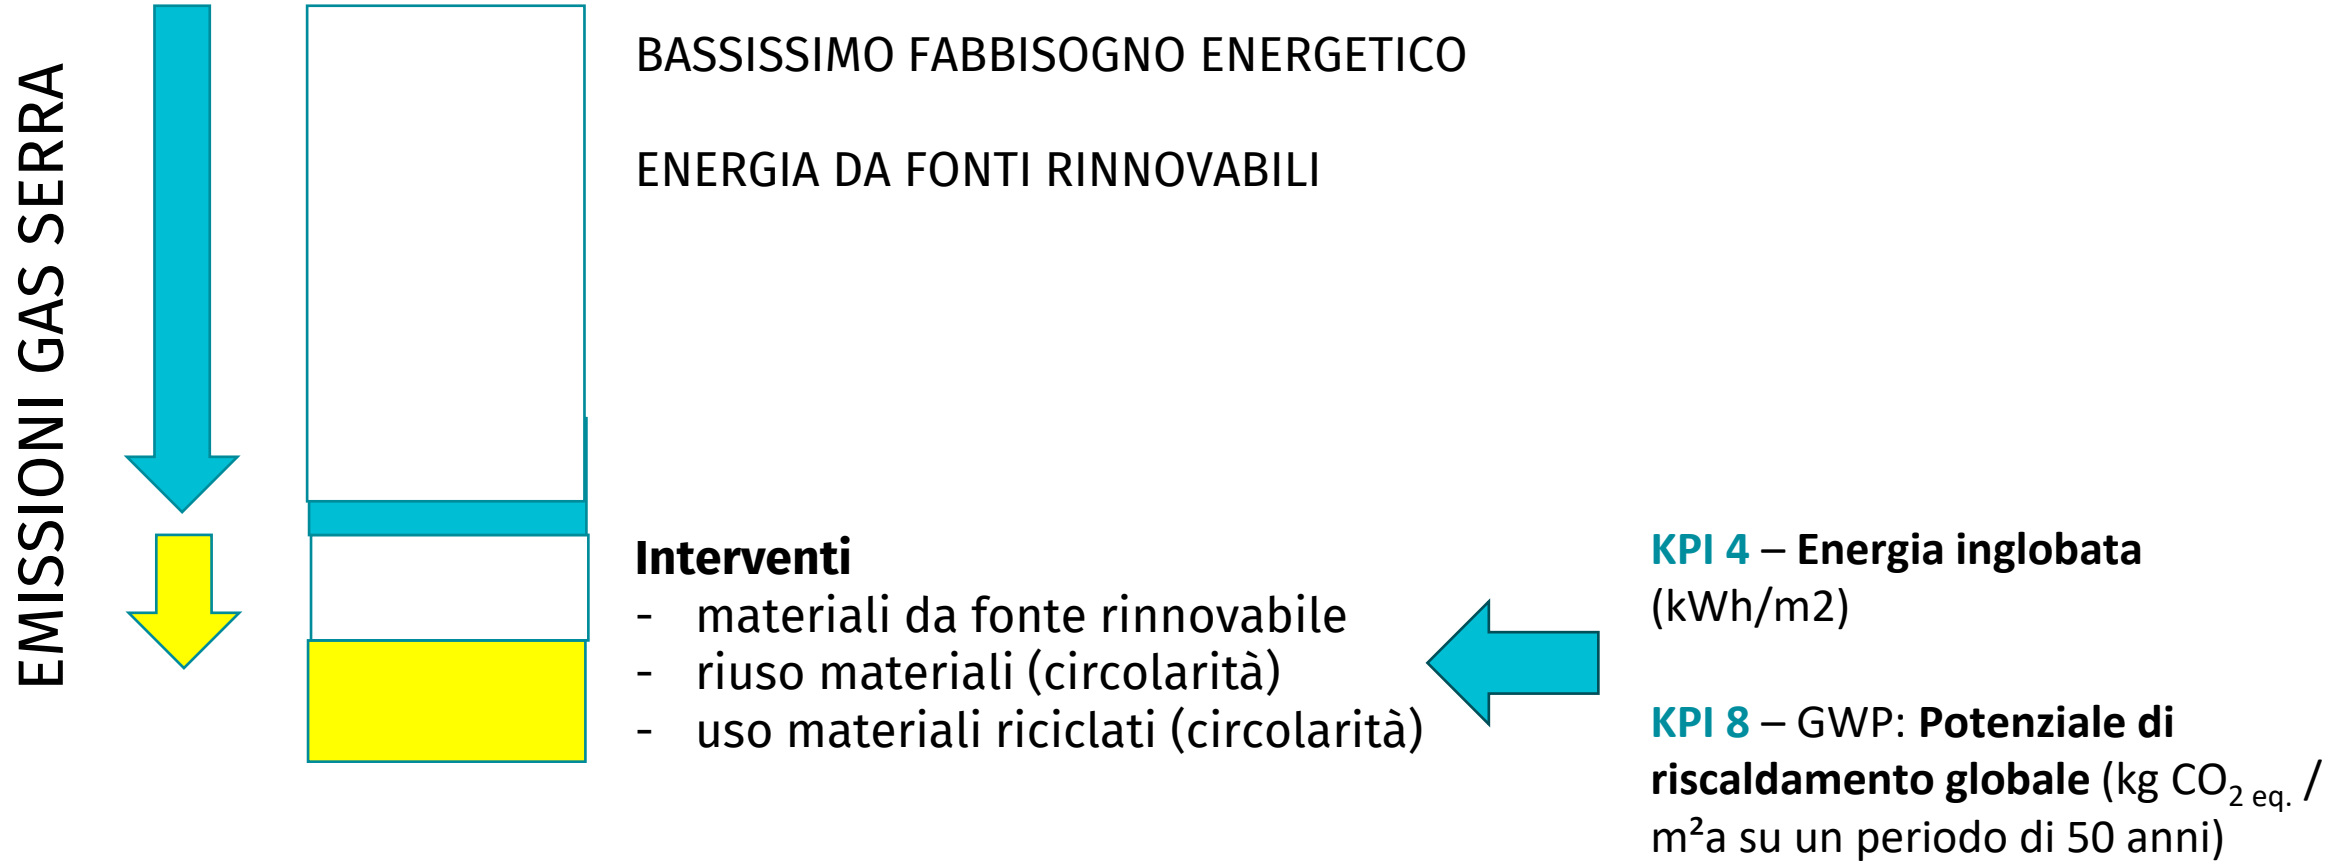 EMISSIONI GAS SERRA
BASSISSIMO FABBISOGNO ENERGETICO
ENERGIA DA FONTI RINNOVABILI
Interventi
- materiali da fonte rinnovabile
- riuso materiali (circolarità)
- uso materiali riciclati (circolarità)
KPI 4 – Energia inglobata
(kWh/m2)
KPI 8 – GWP: Potenziale di
riscaldamento globale (kg CO₂ eq. /
m²a su un periodo di 50 anni)